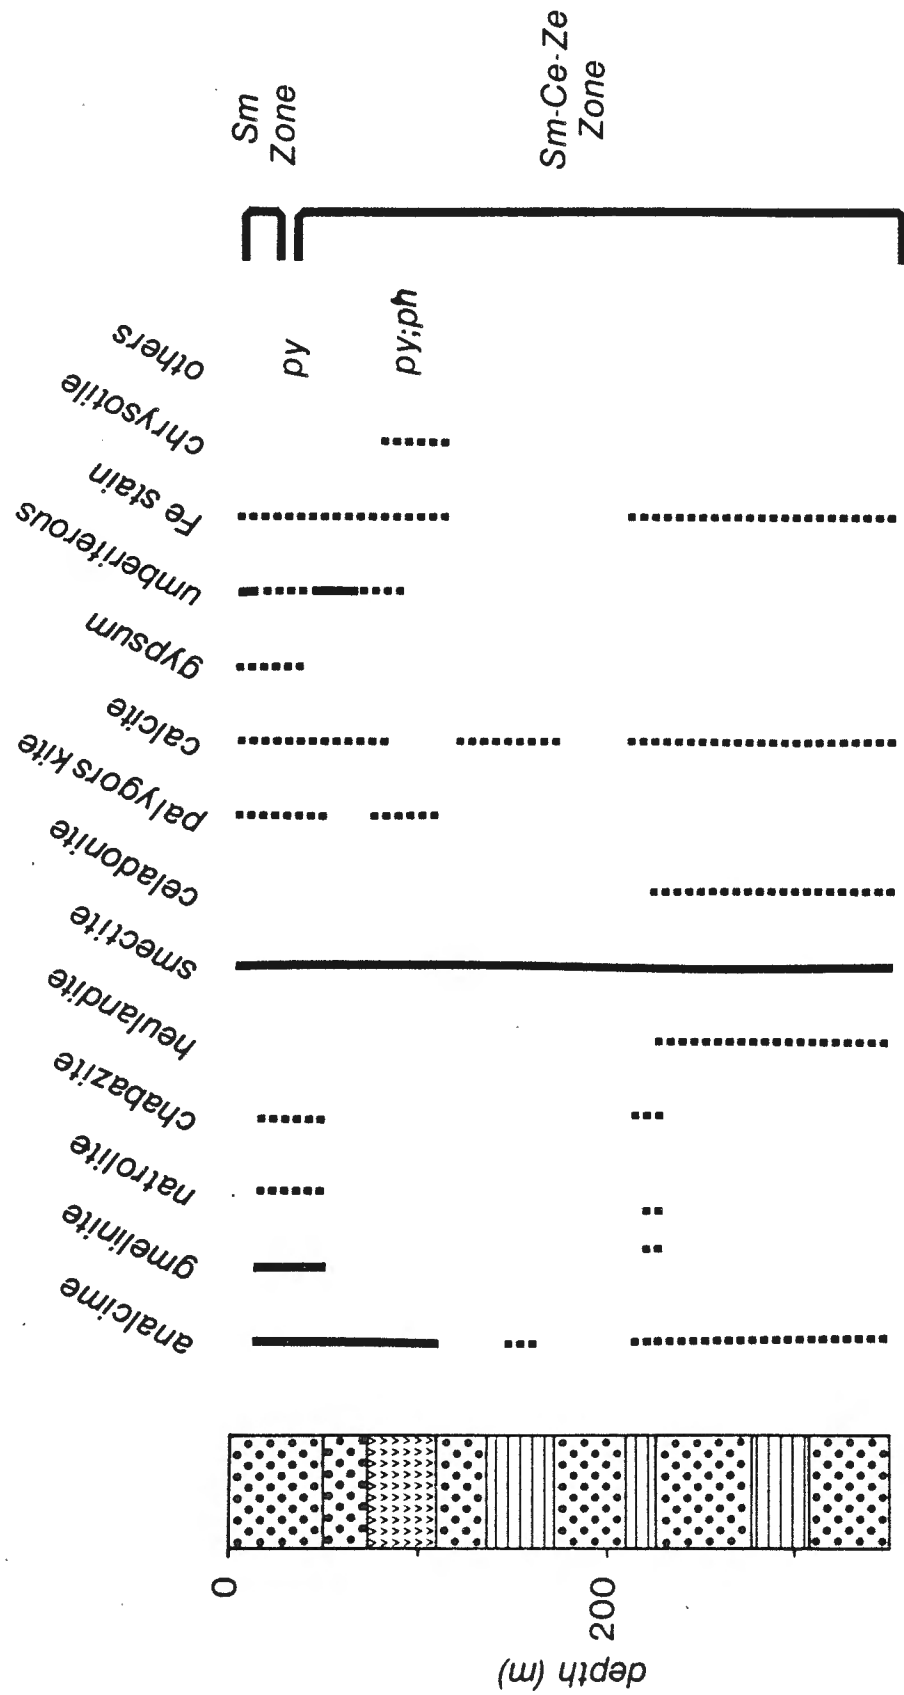 depth (m)
0
200
analcime
gmelinite
natrolite
chabazite
heulandite
smectite
celadonite
palygorskite
calcite
gypsum
umberiferous
Fe stain
chrysotile
others
py
py;ph
Sm
Zone
Sm-Ce-Ze
Zone